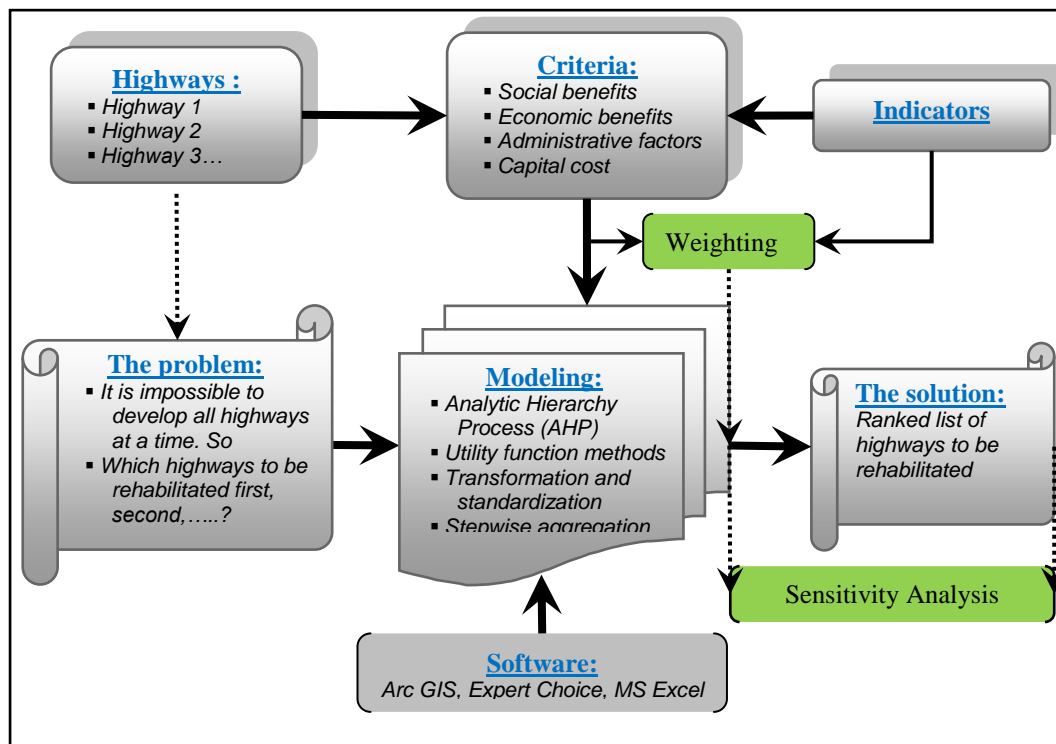 Highways :
▪ Highway 1
▪ Highway 2
▪ Highway 3…
Criteria:
▪ Social benefits
▪ Economic benefits
▪ Administrative factors
▪ Capital cost
Indicators
Weighting
The problem:
▪ It is impossible to
develop all highways
at a time. So
▪ Which highways to be
rehabilitated first,
second,…..?
Modeling:
▪ Analytic Hierarchy
Process (AHP)
▪ Utility function methods
▪ Transformation and
standardization
▪ Stepwise aggregation
The solution:
Ranked list of
highways to be
rehabilitated
Sensitivity Analysis
Software:
Arc GIS, Expert Choice, MS Excel